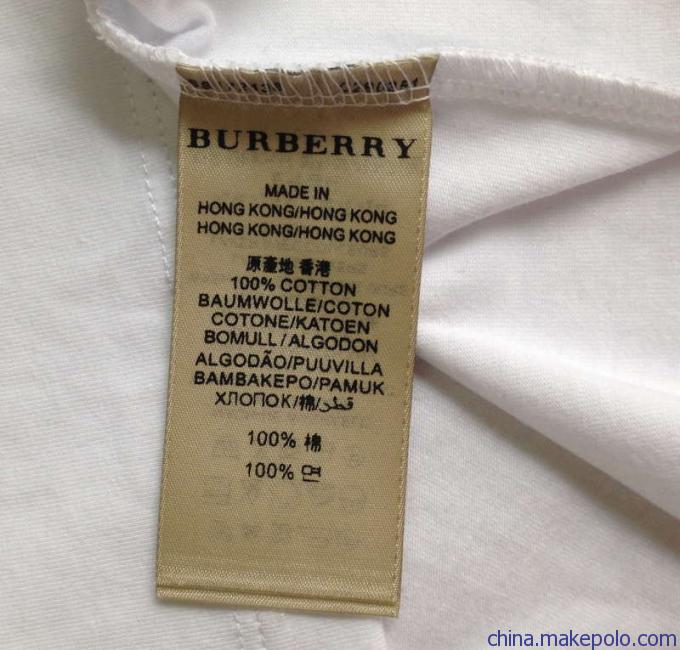 BURBERRY
MADE IN
HONG KONG/HONG KONG
HONG KONG/HONG KONG
原產地 香港
100% COTTON
BAUMWOLLE/COTON
COTONE/KATOEN
BOMULL/ALGODON
ALGODÃO/PUUVILLA
BAMBAKEPO/PAMUK
ХЛОПОК/棉/قطر
100% 棉
100% 면
china.makepolo.com